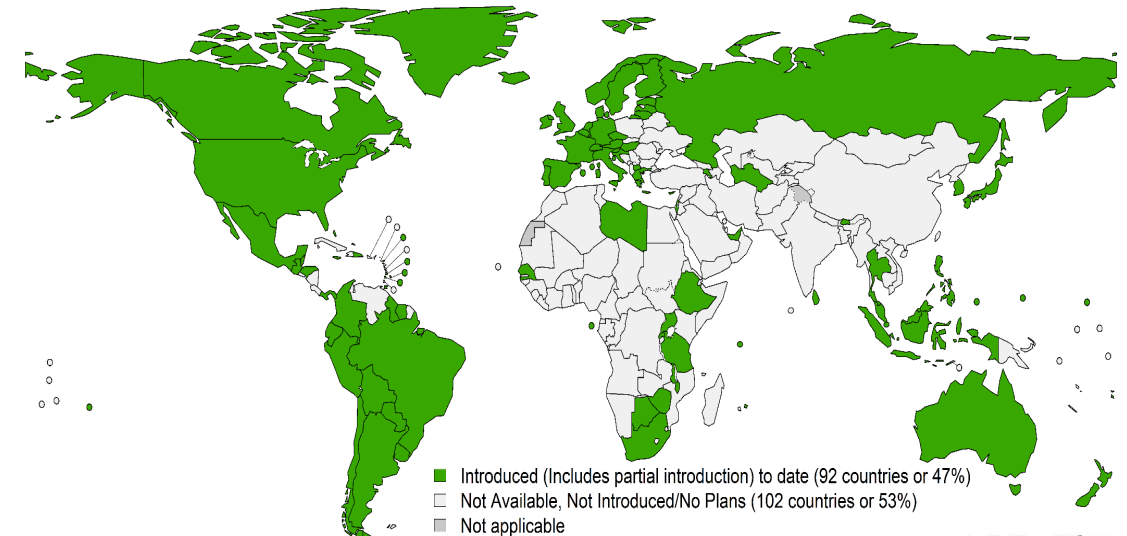 Introduced (Includes partial introduction) to date (92 countries or 47%)
Not Available, Not Introduced/No Plans (102 countries or 53%)
Not applicable